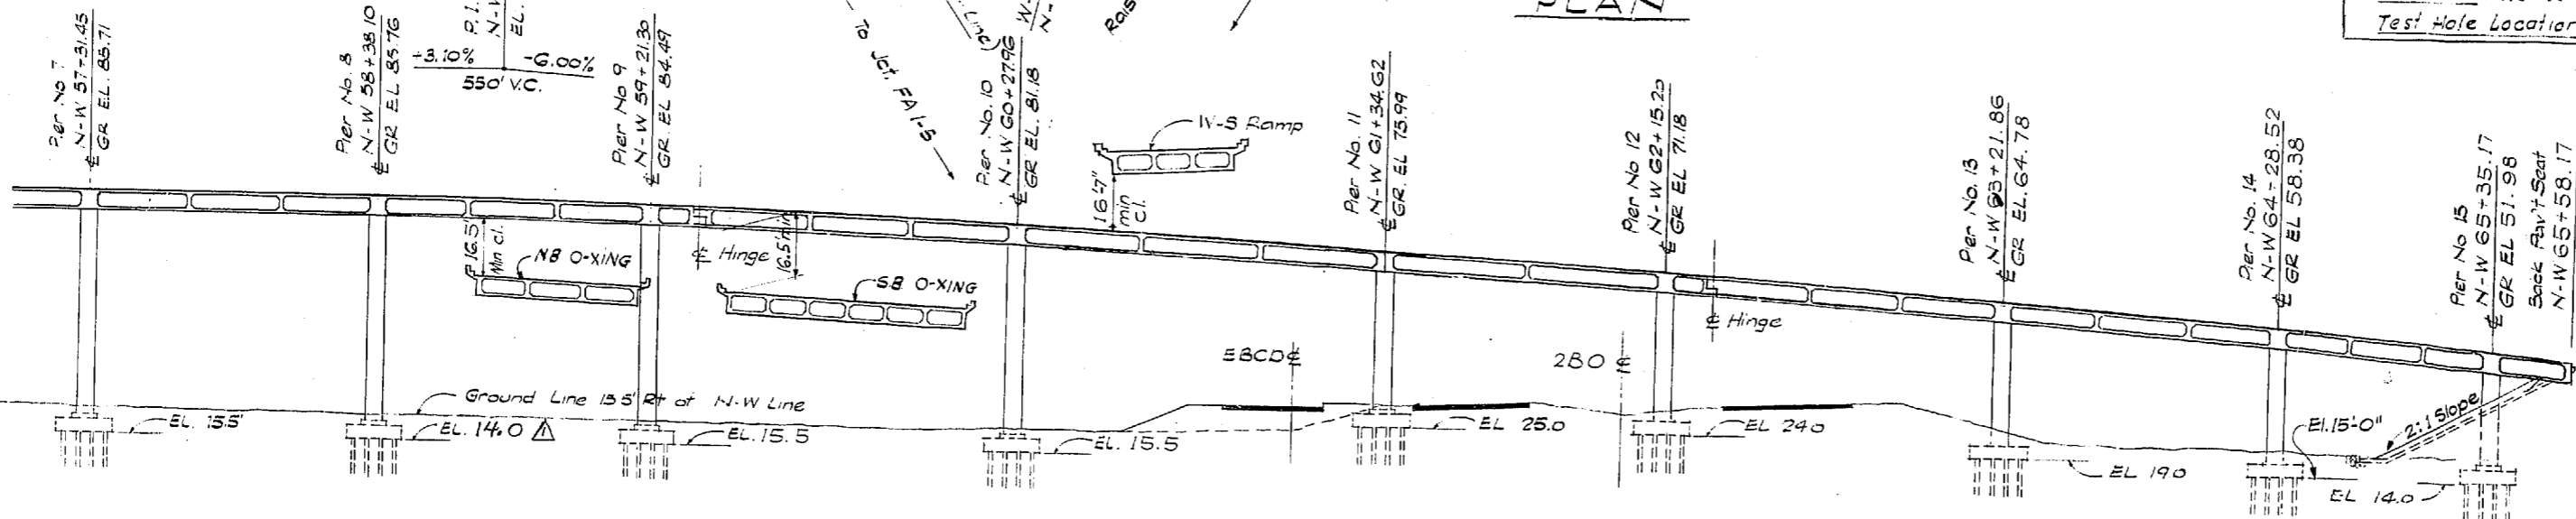 PLAN
Test Hole Location
Pier No 7
N-W 57+31.45
GR EL. 85.71
Pier No. 8
N-W 58+38.10
GR EL 85.76
P.I.
N-W
EL.
+3.10% -6.00%
550' V.C.
Pier No 9
N-W 59+21.30
GR. EL 84.49
to Jct. FAI-5
Line)
W-
N-
Rais
Pier No. 10
N-W 60+27.96
GR EL. 81.18
W-S Ramp
16'-7"
min
cl.
Pier No. 11
N-W 61+34.62
GR. EL 75.99
Pier No 12
N-W 62+15.20
GR EL 71.18
Pier No. 13
N-W 63+21.86
GR EL. 64.78
Pier No. 14
N-W 64+28.52
GR EL 58.38
Pier No 15
N-W 65+35.17
GR EL 51.98
Back Pav't Seat
N-W 65+58.17
16.5'
Min cl.
NB O-XING
℄ Hinge
16.5' min
S.B O-XING
℄ Hinge
EBCD ℄
2BO ℄
Ground Line 135' Rt of N-W Line
EL. 15.5'
EL. 14.0 ⚠
EL. 15.5
EL. 15.5
EL 25.0
EL 24.0
EL 19.0
El. 15'-0"
2:1 Slope
EL 14.0